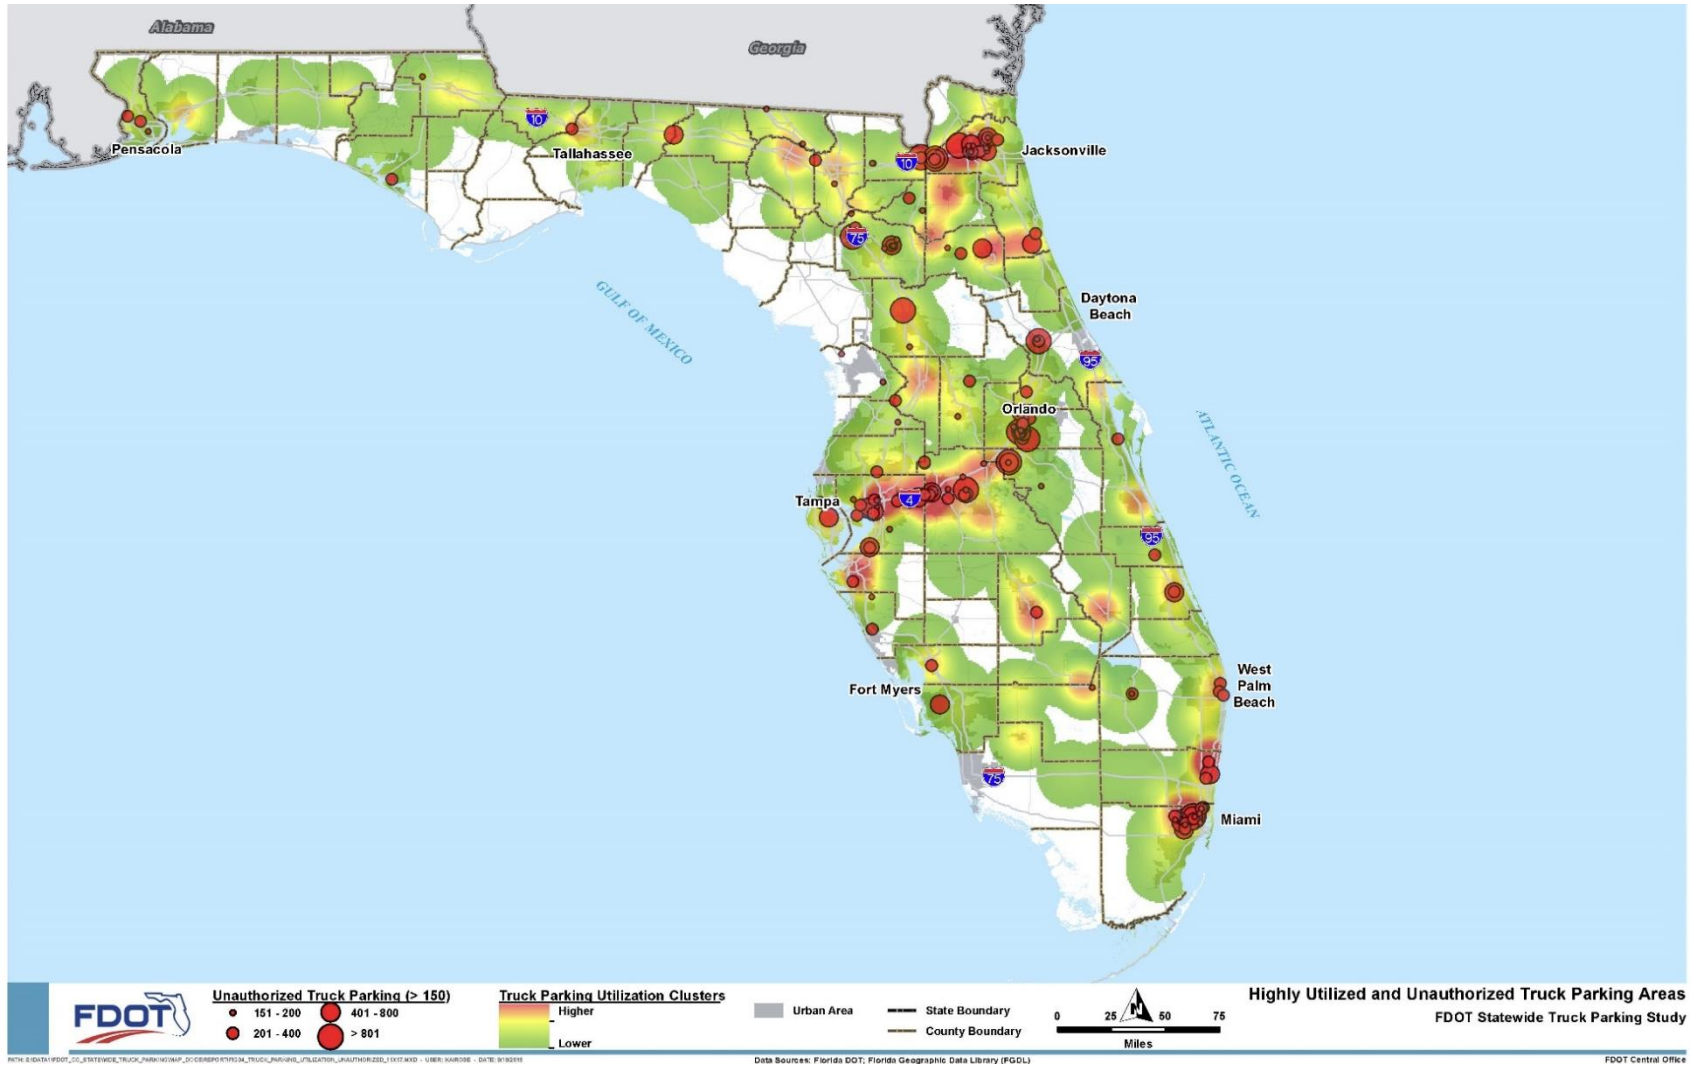 Alabama
Georgia
10
Pensacola
Tallahassee
10
Jacksonville
75
GULF OF MEXICO
Daytona
Beach
95
Orlando
ATLANTIC OCEAN
Tampa
4
95
Fort Myers
West
Palm
Beach
75
Miami
FDOT
Unauthorized Truck Parking (> 150)
151 - 200
401 - 800
201 - 400
> 801
Truck Parking Utilization Clusters
Higher
Lower
Urban Area
State Boundary
County Boundary
N
0 25 50 75
Miles
Highly Utilized and Unauthorized Truck Parking Areas
FDOT Statewide Truck Parking Study
Data Sources: Florida DOT; Florida Geographic Data Library (FGDL)
FDOT Central Office